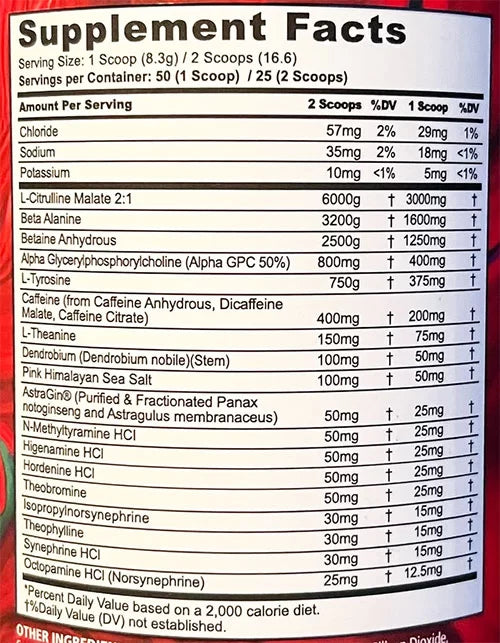 Supplement Facts
Serving Size: 1 Scoop (8.3g) / 2 Scoops (16.6)
Servings per Container: 50 (1 Scoop) / 25 (2 Scoops)
Amount Per Serving 2 Scoops %DV 1 Scoop %DV
Chloride 57mg 2% 29mg 1%
Sodium 35mg 2% 18mg <1%
Potassium 10mg <1% 5mg <1%
L-Citrulline Malate 2:1 6000g † 3000mg †
Beta Alanine 3200g † 1600mg †
Betaine Anhydrous 2500g † 1250mg †
Alpha Glycerylphosphorylcholine (Alpha GPC 50%) 800mg † 400mg †
L-Tyrosine 750g † 375mg †
Caffeine (from Caffeine Anhydrous, Dicaffeine
Malate, Caffeine Citrate) 400mg † 200mg †
L-Theanine 150mg † 75mg †
Dendrobium (Dendrobium nobile)(Stem) 100mg † 50mg †
Pink Himalayan Sea Salt 100mg † 50mg †
AstraGin® (Purified & Fractionated Panax
notoginseng and Astragulus membranaceus) 50mg † 25mg †
N-Methyltyramine HCl 50mg † 25mg †
Higenamine HCl 50mg † 25mg †
Hordenine HCl 50mg † 25mg †
Theobromine 50mg † 25mg †
Isopropylnorsynephrine 30mg † 15mg †
Theophylline 30mg † 15mg †
Synephrine HCl 30mg † 15mg †
Octopamine HCl (Norsynephrine) 25mg † 12.5mg †
*Percent Daily Value based on a 2,000 calorie diet.
†%Daily Value (DV) not established.
OTHER Dioxide,